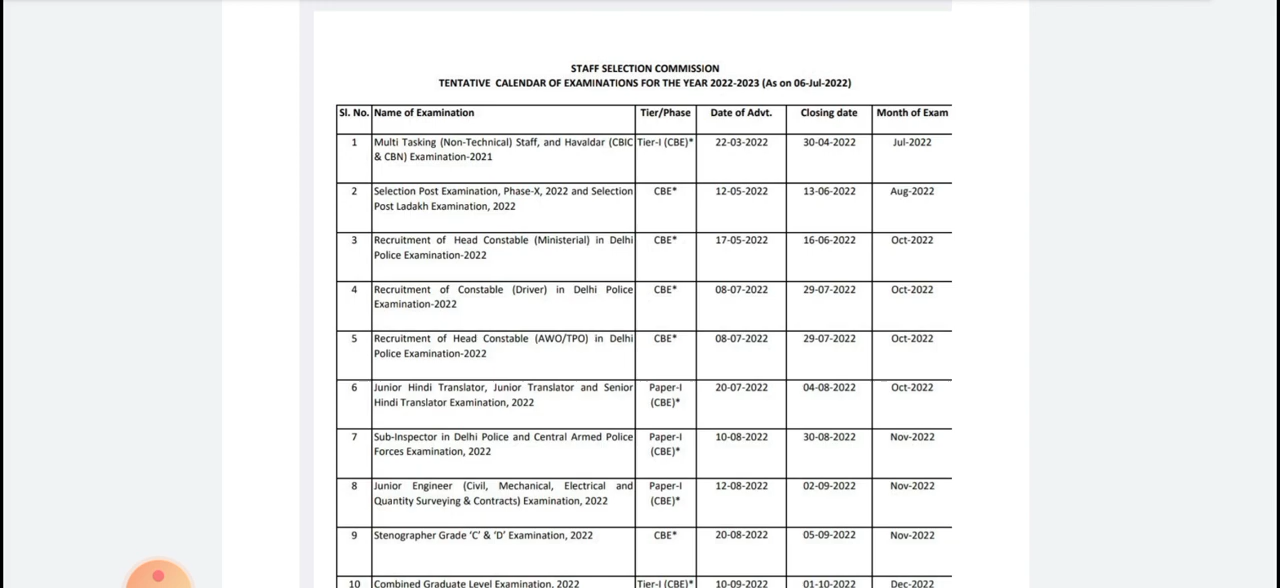 STAFF SELECTION COMMISSION
TENTATIVE CALENDAR OF EXAMINATIONS FOR THE YEAR 2022-2023 (As on 06-Jul-2022)
Sl. No. Name of Examination Tier/Phase Date of Advt. Closing date Month of Exam
1 Multi Tasking (Non-Technical) Staff, and Havaldar (CBIC Tier-I (CBE)* 22-03-2022 30-04-2022 Jul-2022
& CBN) Examination-2021
2 Selection Post Examination, Phase-X, 2022 and Selection CBE* 12-05-2022 13-06-2022 Aug-2022
Post Ladakh Examination, 2022
3 Recruitment of Head Constable (Ministerial) in Delhi CBE* 17-05-2022 16-06-2022 Oct-2022
Police Examination-2022
4 Recruitment of Constable (Driver) in Delhi Police CBE* 08-07-2022 29-07-2022 Oct-2022
Examination-2022
5 Recruitment of Head Constable (AWO/TPO) in Delhi CBE* 08-07-2022 29-07-2022 Oct-2022
Police Examination-2022
6 Junior Hindi Translator, Junior Translator and Senior Paper-I 20-07-2022 04-08-2022 Oct-2022
Hindi Translator Examination, 2022 (CBE)*
7 Sub-Inspector in Delhi Police and Central Armed Police Paper-I 10-08-2022 30-08-2022 Nov-2022
Forces Examination, 2022 (CBE)*
8 Junior Engineer (Civil, Mechanical, Electrical and Paper-I 12-08-2022 02-09-2022 Nov-2022
Quantity Surveying & Contracts) Examination, 2022 (CBE)*
9 Stenographer Grade 'C' & 'D' Examination, 2022 CBE* 20-08-2022 05-09-2022 Nov-2022
10 Combined Graduate Level Examination, 2022 Tier-I (CBE)* 10-09-2022 01-10-2022 Dec-2022